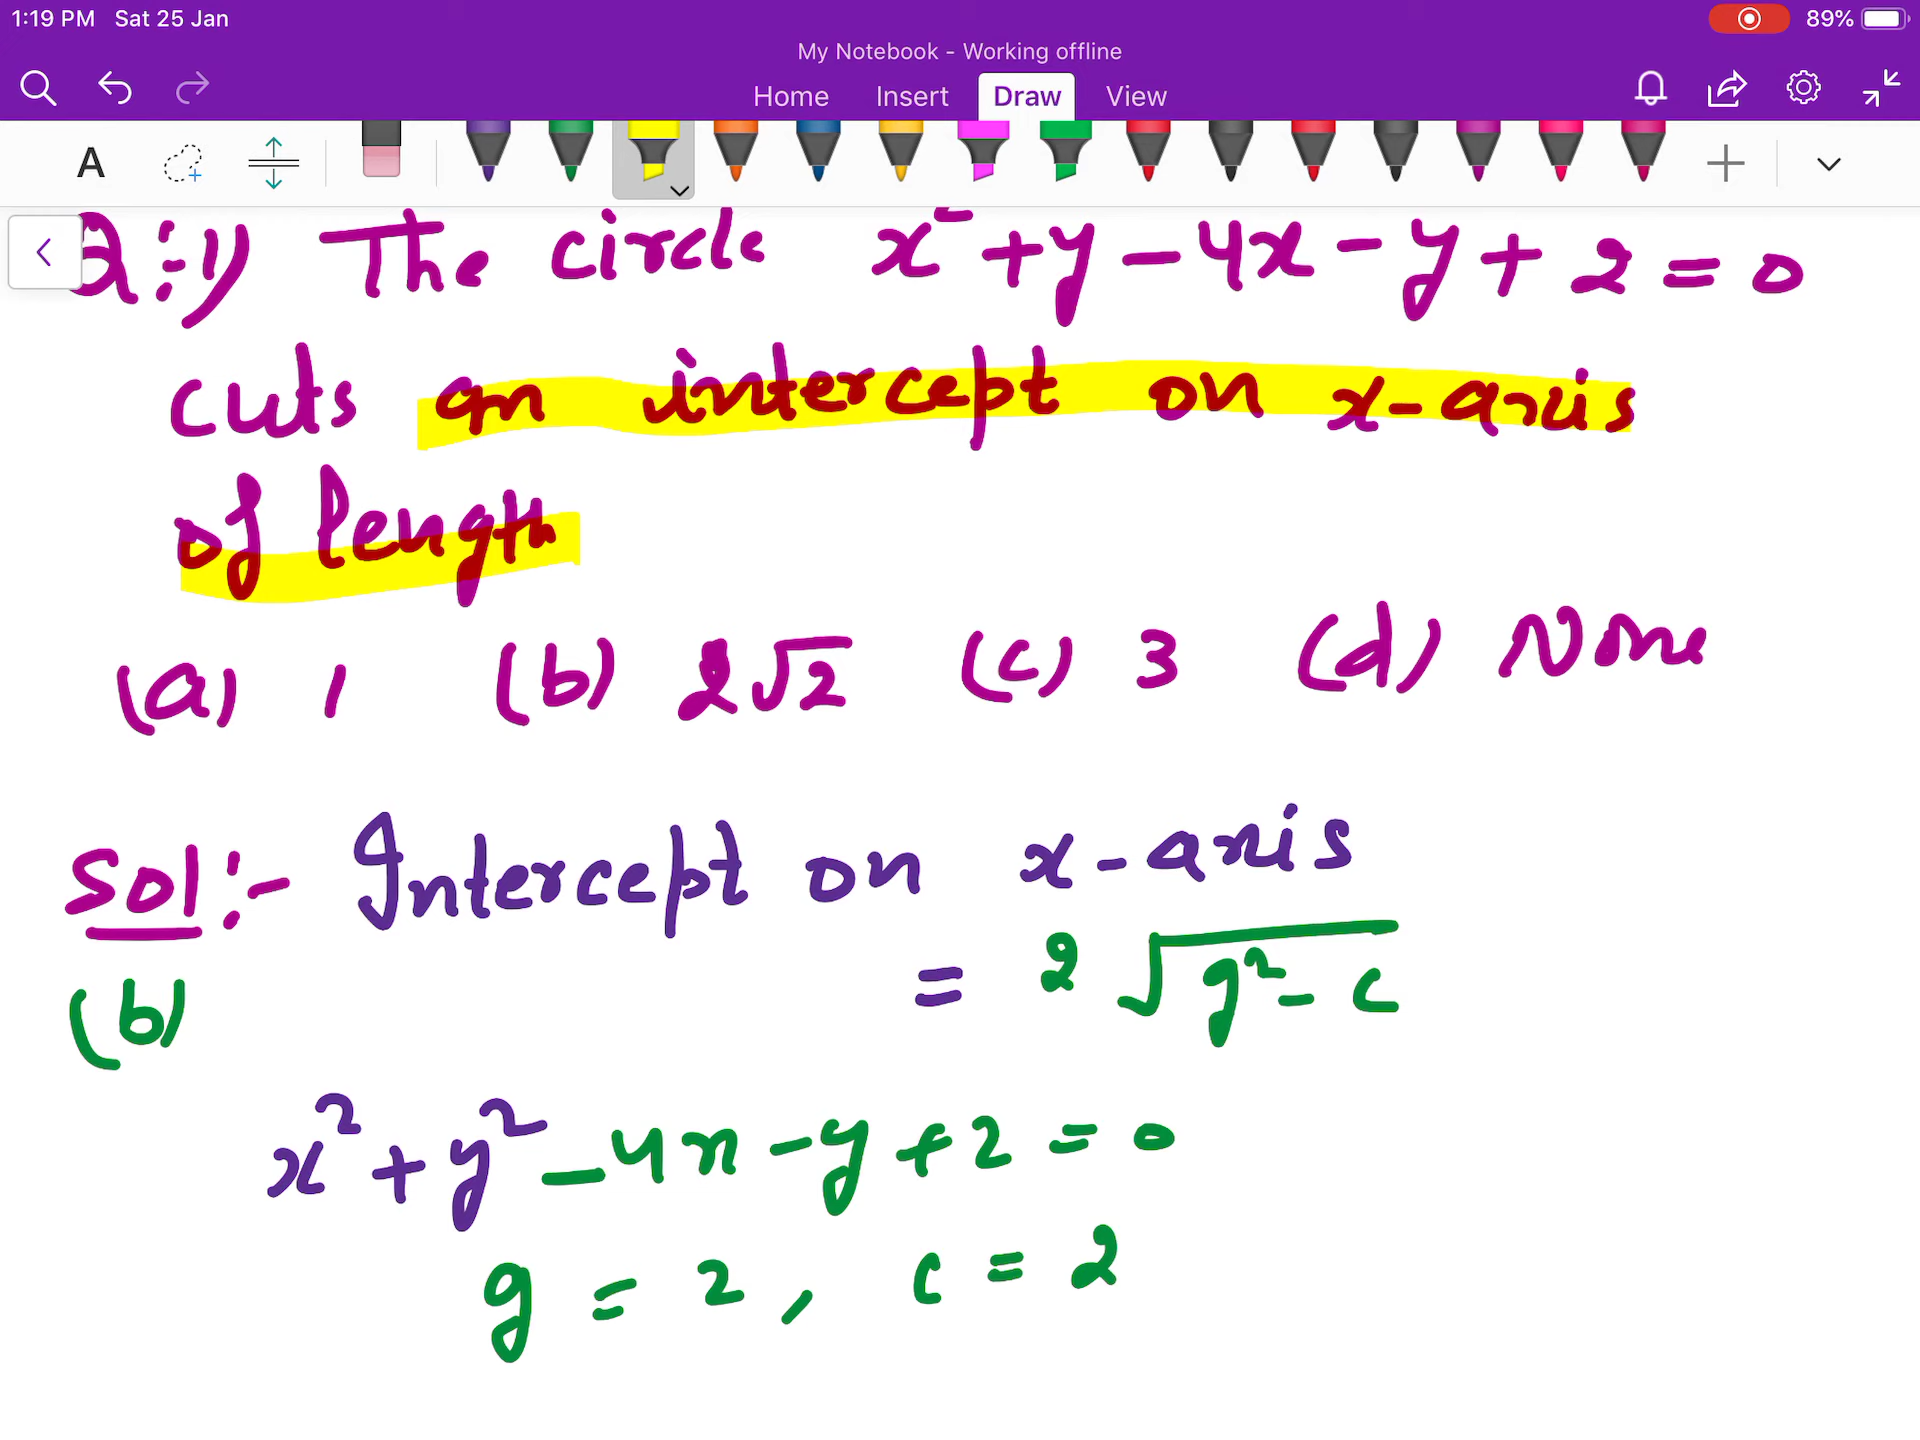 1:19 PM Sat 25 Jan 89%
My Notebook - Working offline
Home Insert Draw View
A
Q:-1) The circle x²+y-4x-y+2=0
cuts an intercept on x-axis
of length
(a) 1 (b) 2√2 (c) 3 (d) None
Sol:- Intercept on x-axis
(b) = 2√(g²-c)
x²+y²-4x-y+2=0
g = 2, c = 2